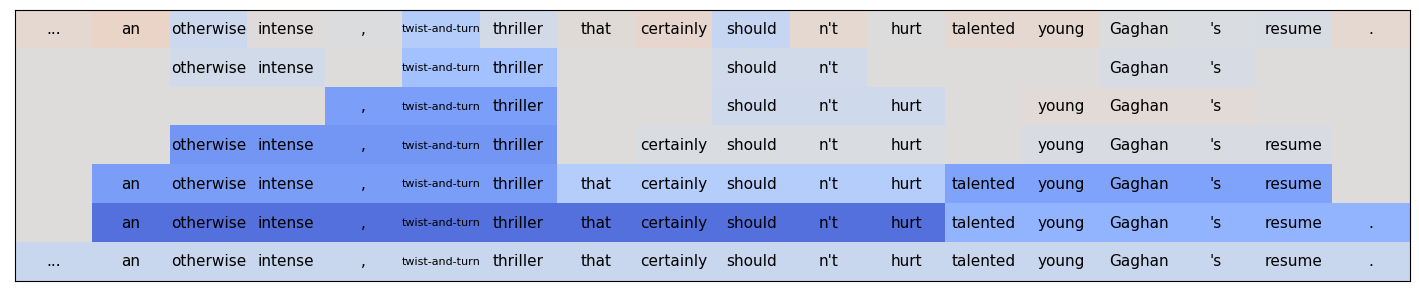 ... an otherwise intense , twist-and-turn thriller that certainly should n't hurt talented young Gaghan 's resume .
otherwise intense twist-and-turn thriller should n't Gaghan 's
, twist-and-turn thriller should n't hurt young Gaghan 's
otherwise intense , twist-and-turn thriller certainly should n't hurt young Gaghan 's resume
an otherwise intense , twist-and-turn thriller that certainly should n't hurt talented young Gaghan 's resume
an otherwise intense , twist-and-turn thriller that certainly should n't hurt talented young Gaghan 's resume .
... an otherwise intense , twist-and-turn thriller that certainly should n't hurt talented young Gaghan 's resume .